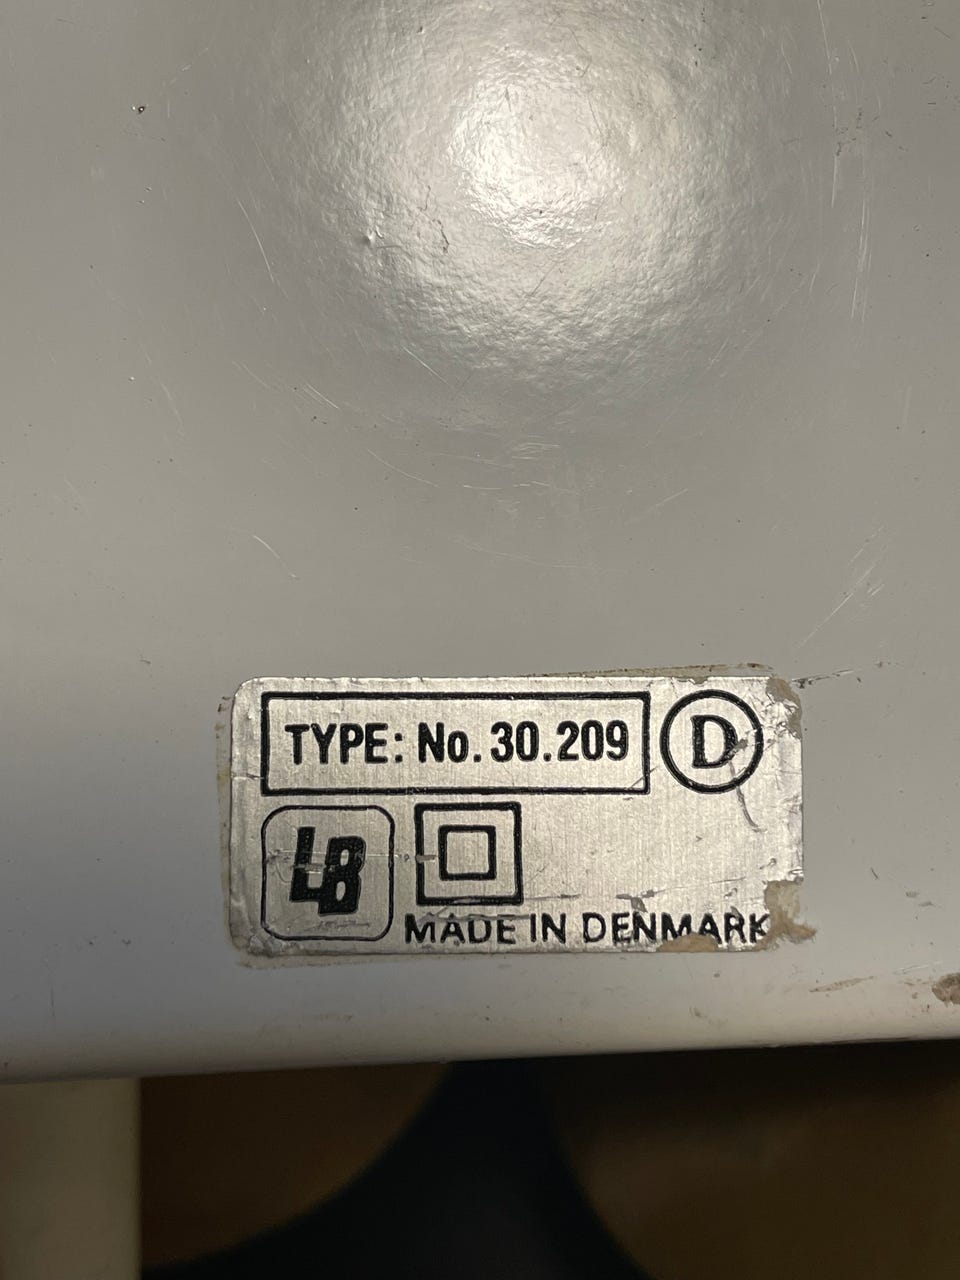 TYPE: No. 30.209
D
LB
MADE IN DENMARK